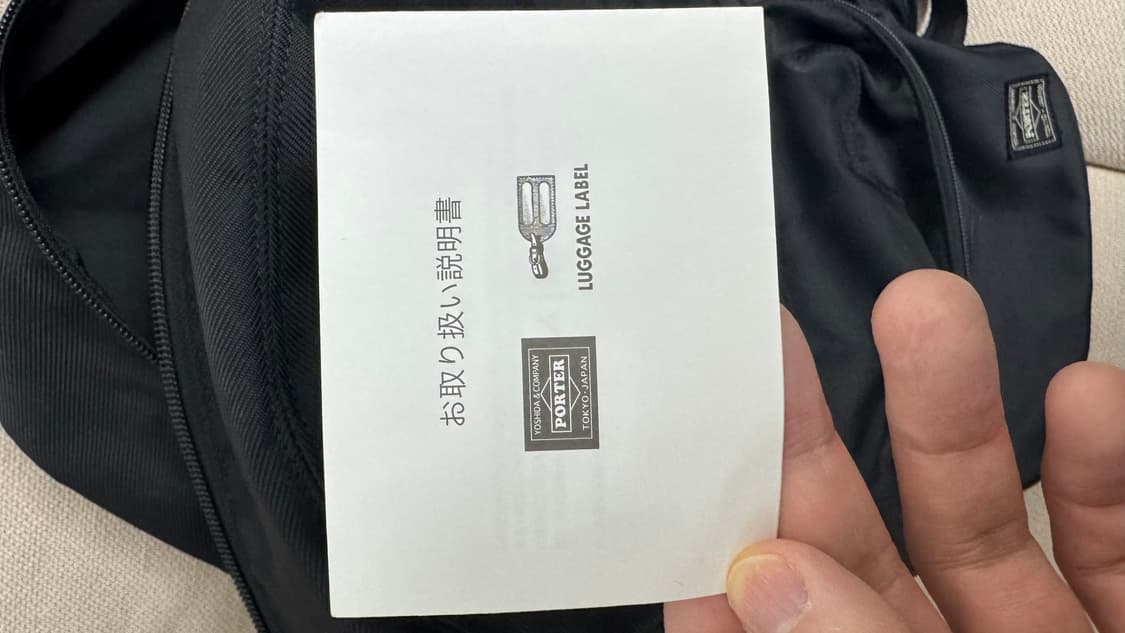 お取り扱い説明書
YOSHIDA & COMPANY
PORTER
TOKYO-JAPAN
LUGGAGE LABEL
PORTER